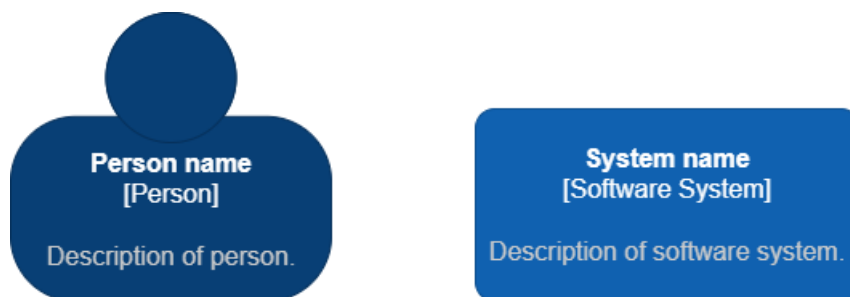 Person name
[Person]
Description of person.
System name
[Software System]
Description of software system.